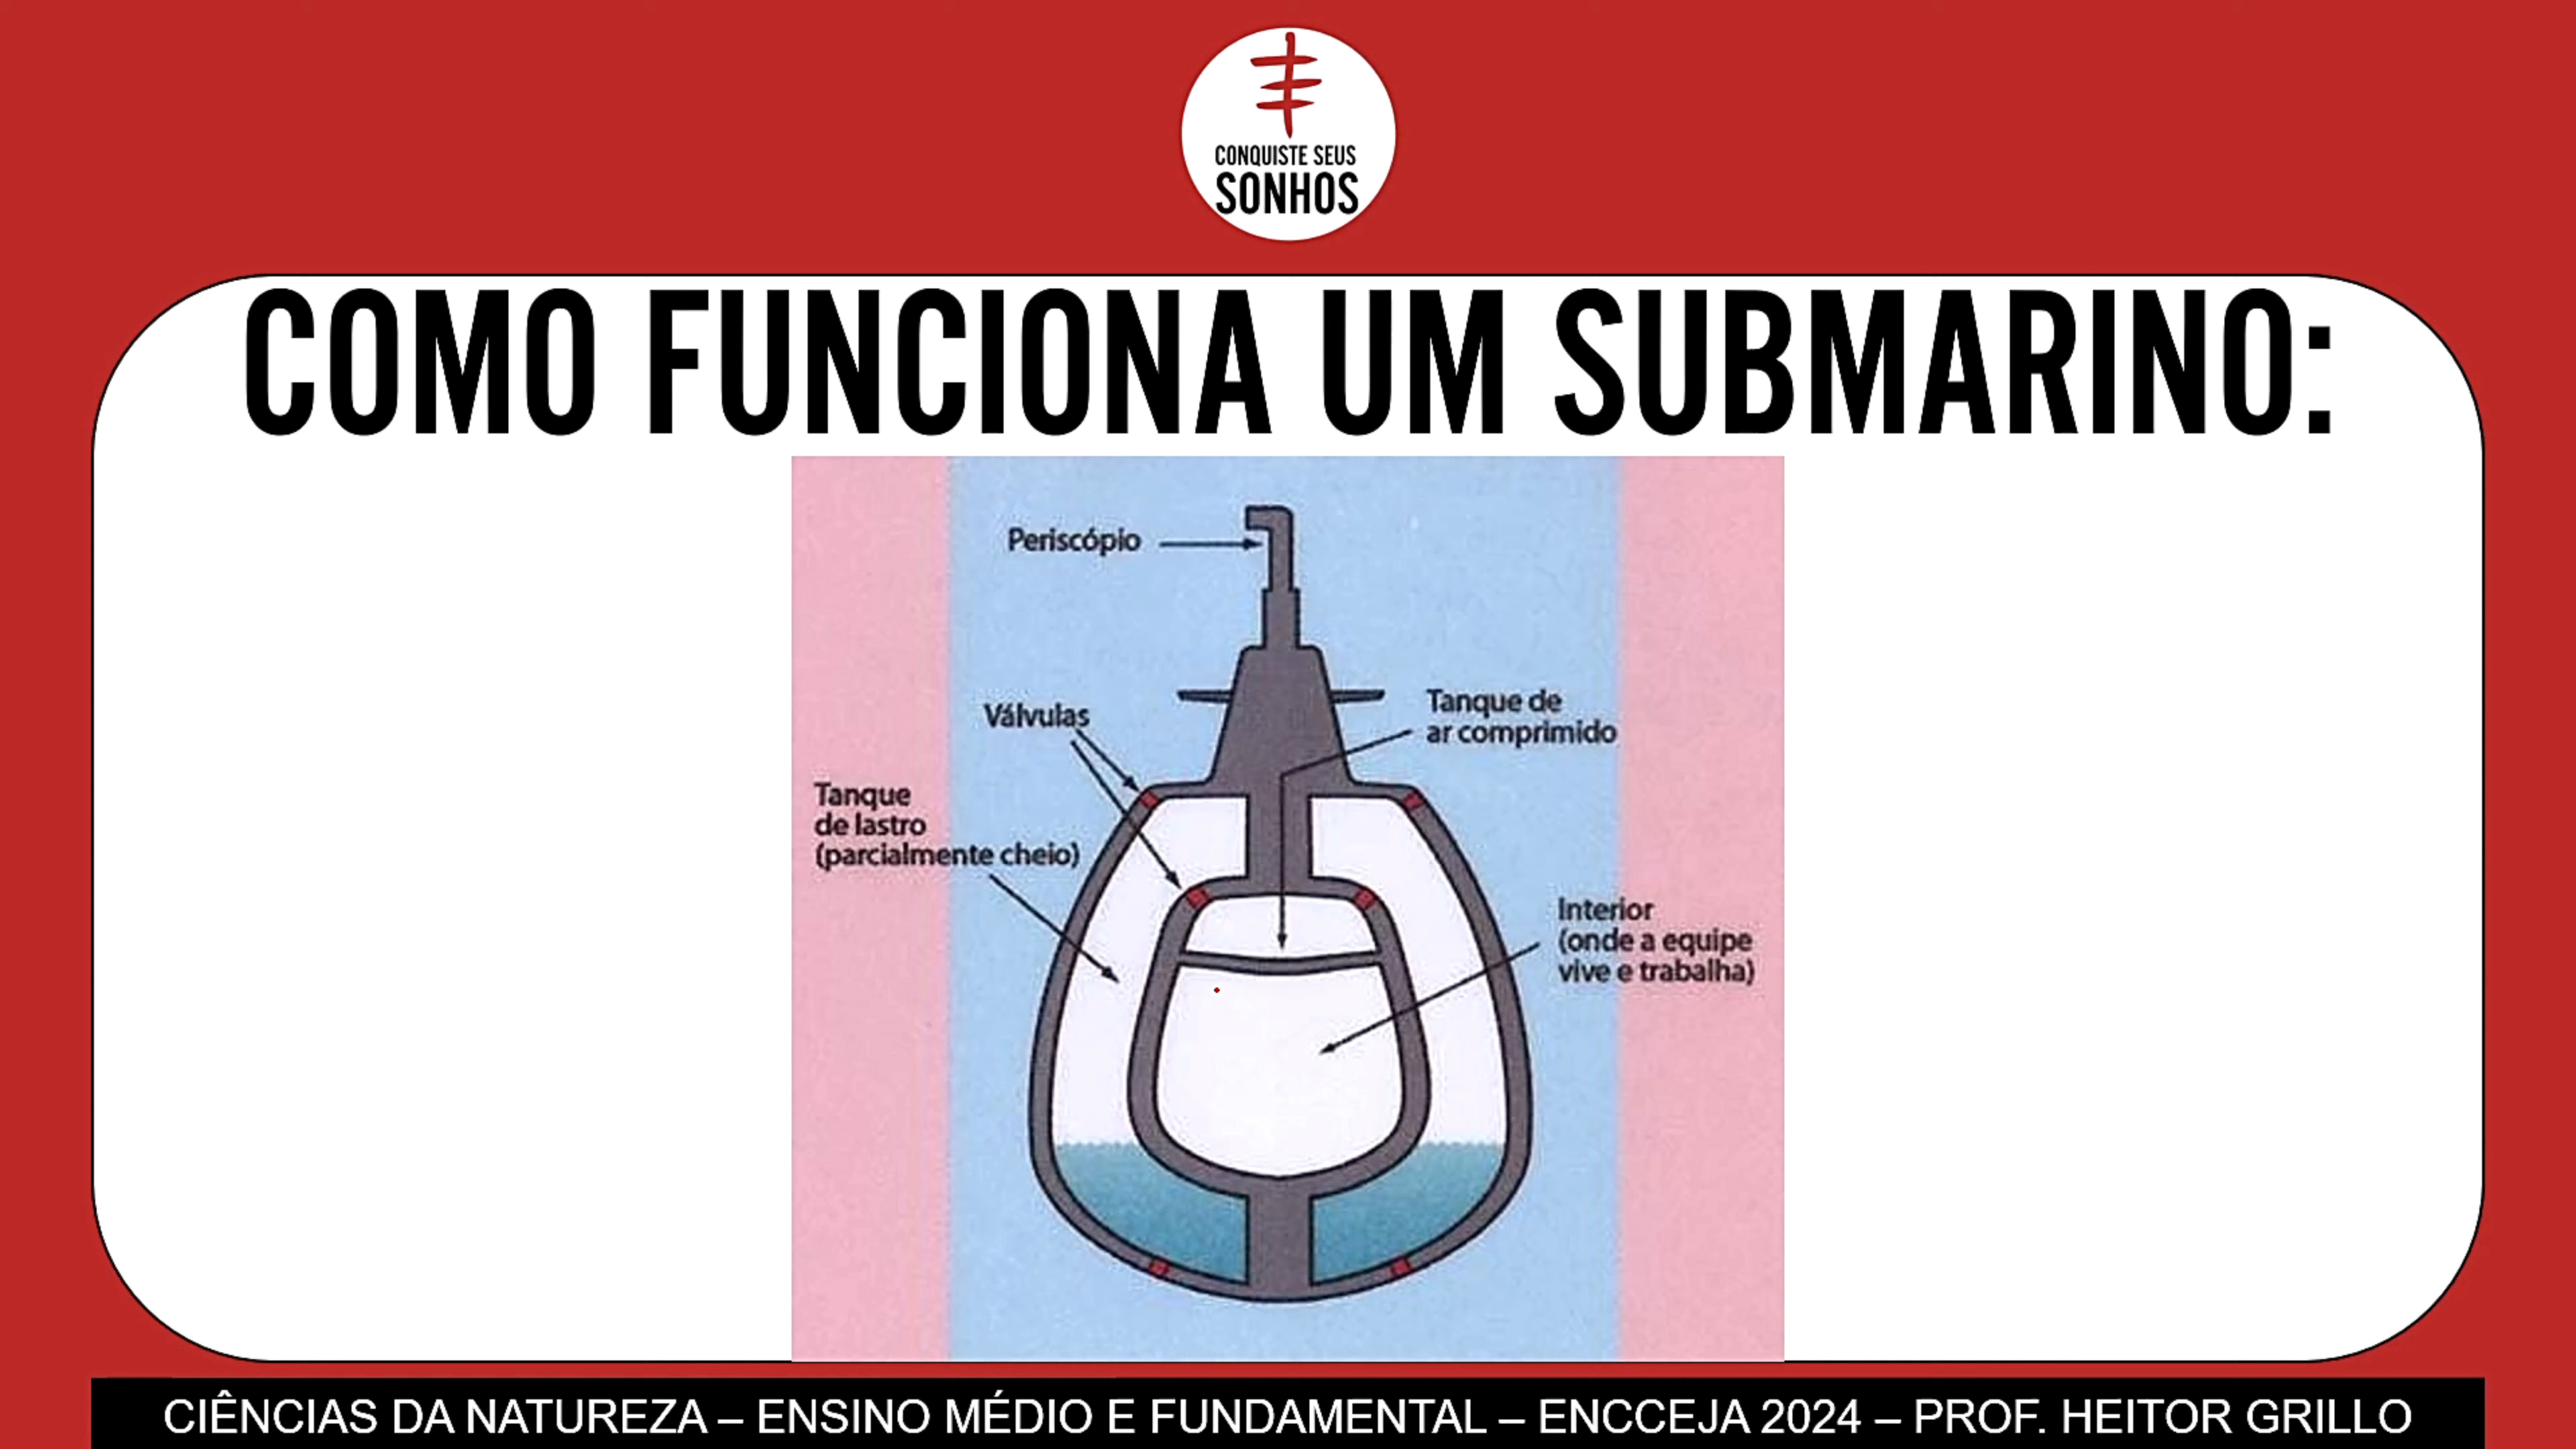 CONQUISTE SEUS
SONHOS
COMO FUNCIONA UM SUBMARINO:
Periscópio
Válvulas
Tanque de
ar comprimido
Tanque
de lastro
(parcialmente cheio)
Interior
(onde a equipe
vive e trabalha)
CIÊNCIAS DA NATUREZA – ENSINO MÉDIO E FUNDAMENTAL – ENCCEJA 2024 – PROF. HEITOR GRILLO